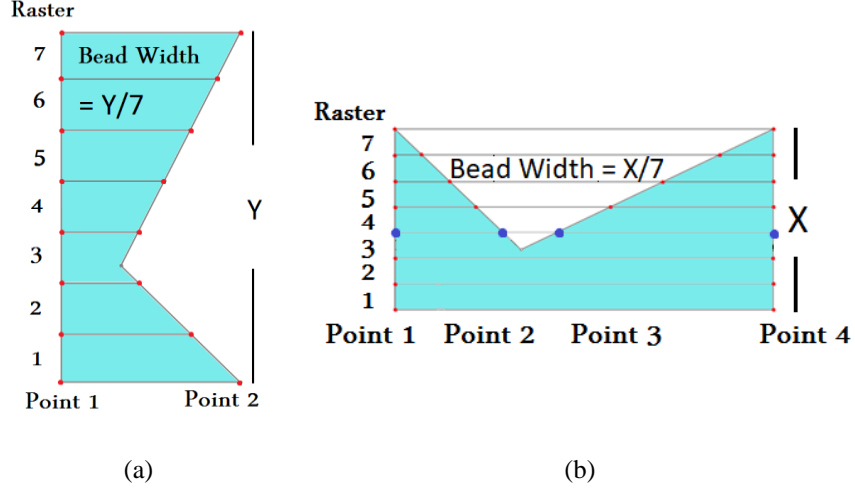 Raster
7
Bead Width
6
= Y/7
5
4
Y
3
2
1
Point 1
Point 2
(a)
Raster
7
6
Bead Width = X/7
5
4
X
3
2
1
Point 1
Point 2
Point 3
Point 4
(b)